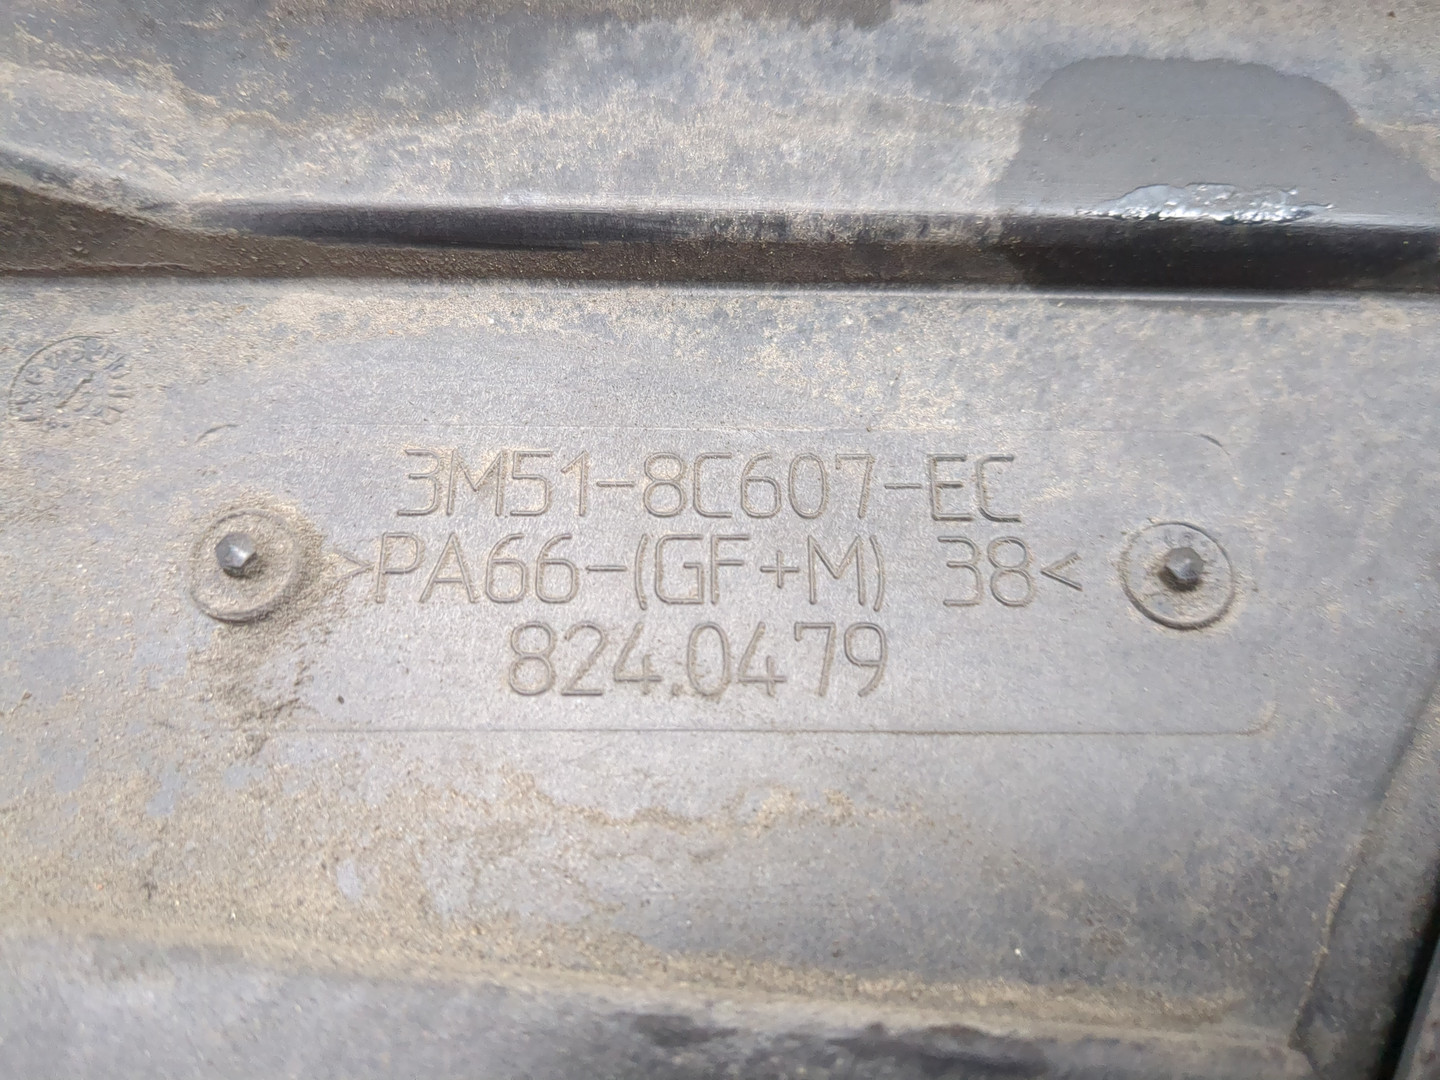 3M51-8C607-EC
>PA66-(GF+M) 38<
824.0479